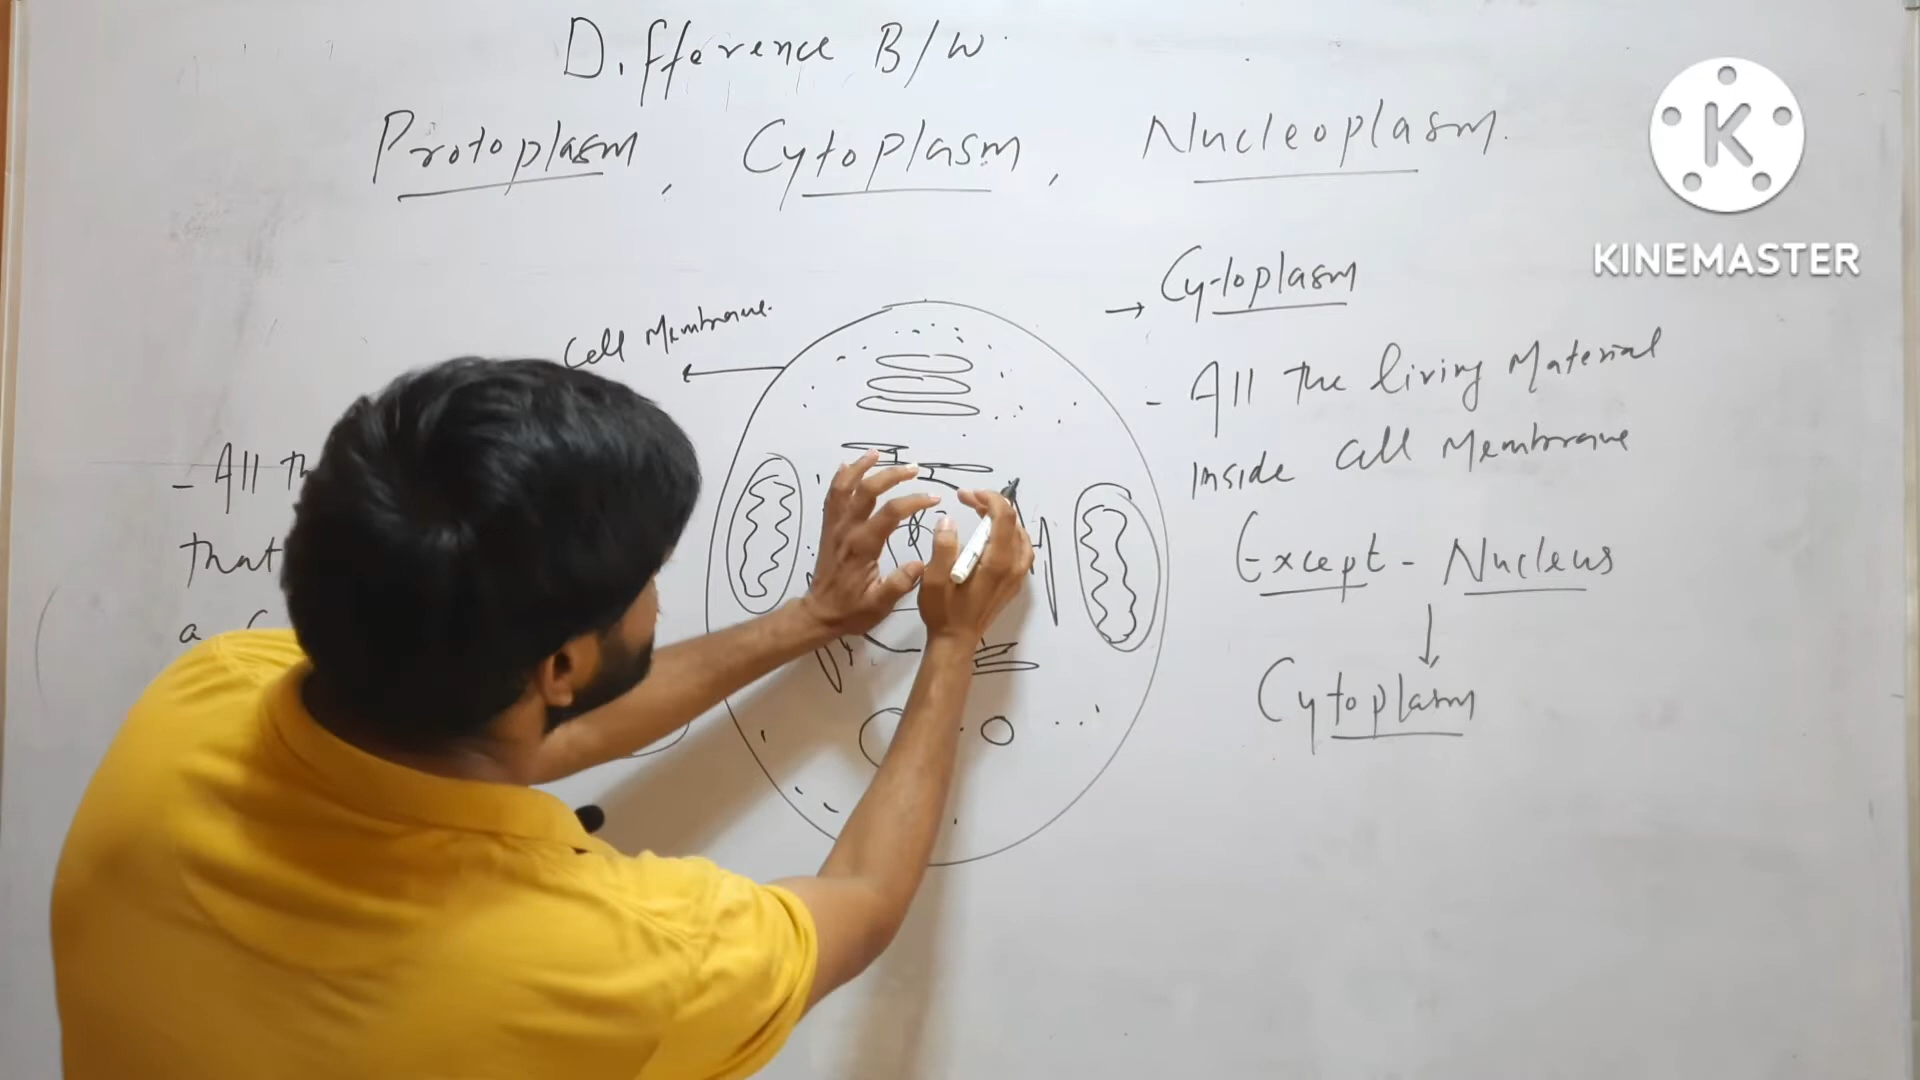 Difference B/W
Protoplasm, Cytoplasm, Nucleoplasm.
K
KINEMASTER
→ Cytoplasm
Cell Membrane.
- All the living Material
inside Cell Membrane
Except - Nucleus
Cytoplasm
- All th
that
a